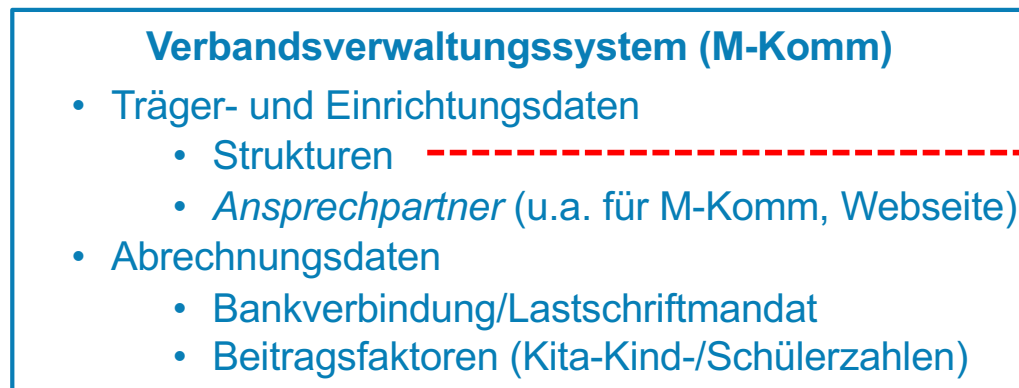 Verbandsverwaltungssystem (M-Komm)
• Träger- und Einrichtungsdaten
• Strukturen
• Ansprechpartner (u.a. für M-Komm, Webseite)
• Abrechnungsdaten
• Bankverbindung/Lastschriftmandat
• Beitragsfaktoren (Kita-Kind-/Schülerzahlen)